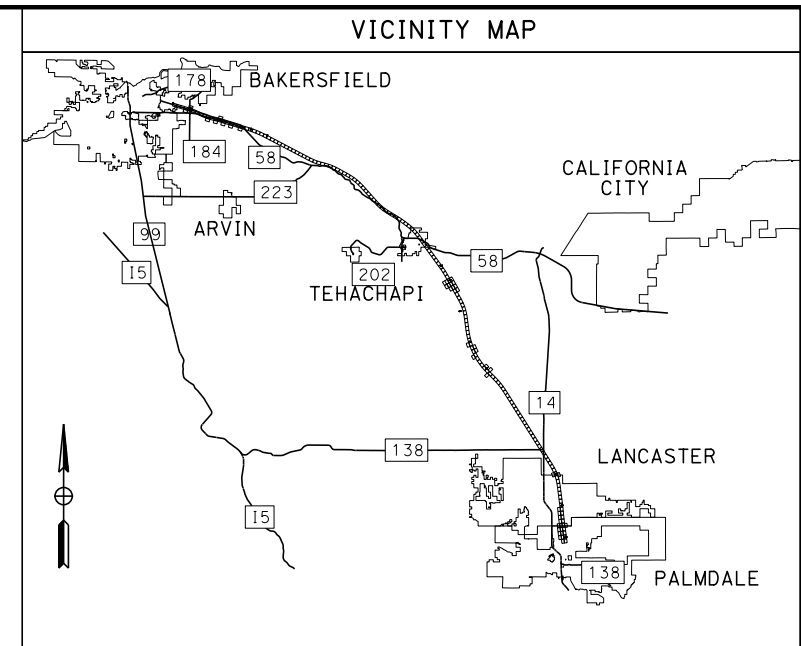 VICINITY MAP
178
BAKERSFIELD
184
58
223
CALIFORNIA
CITY
ARVIN
99
I5
58
202
TEHACHAPI
14
138
LANCASTER
I5
138
PALMDALE